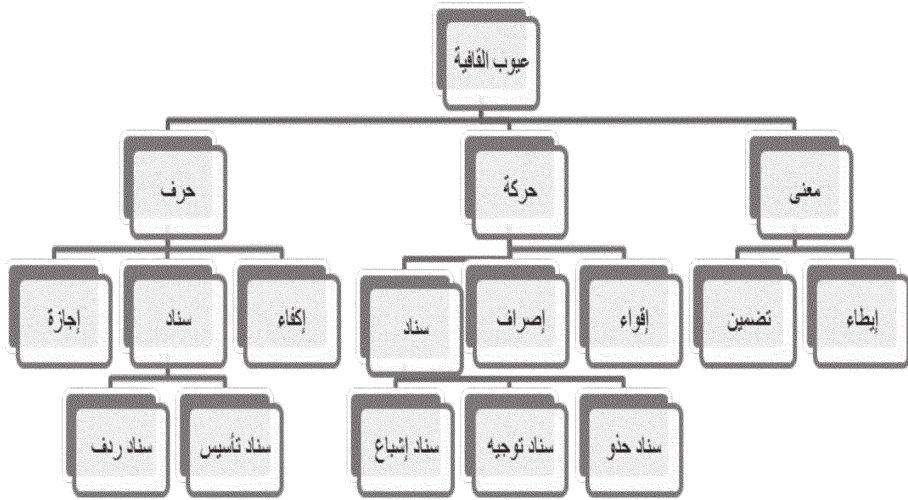 عيوب القافية
معنى
حركة
حرف
إيطاء
تضمين
إقواء
إصراف
سناد
إكفاء
سناد
إجازة
سناد حذو
سناد توجيه
سناد إشباع
سناد تأسيس
سناد ردف